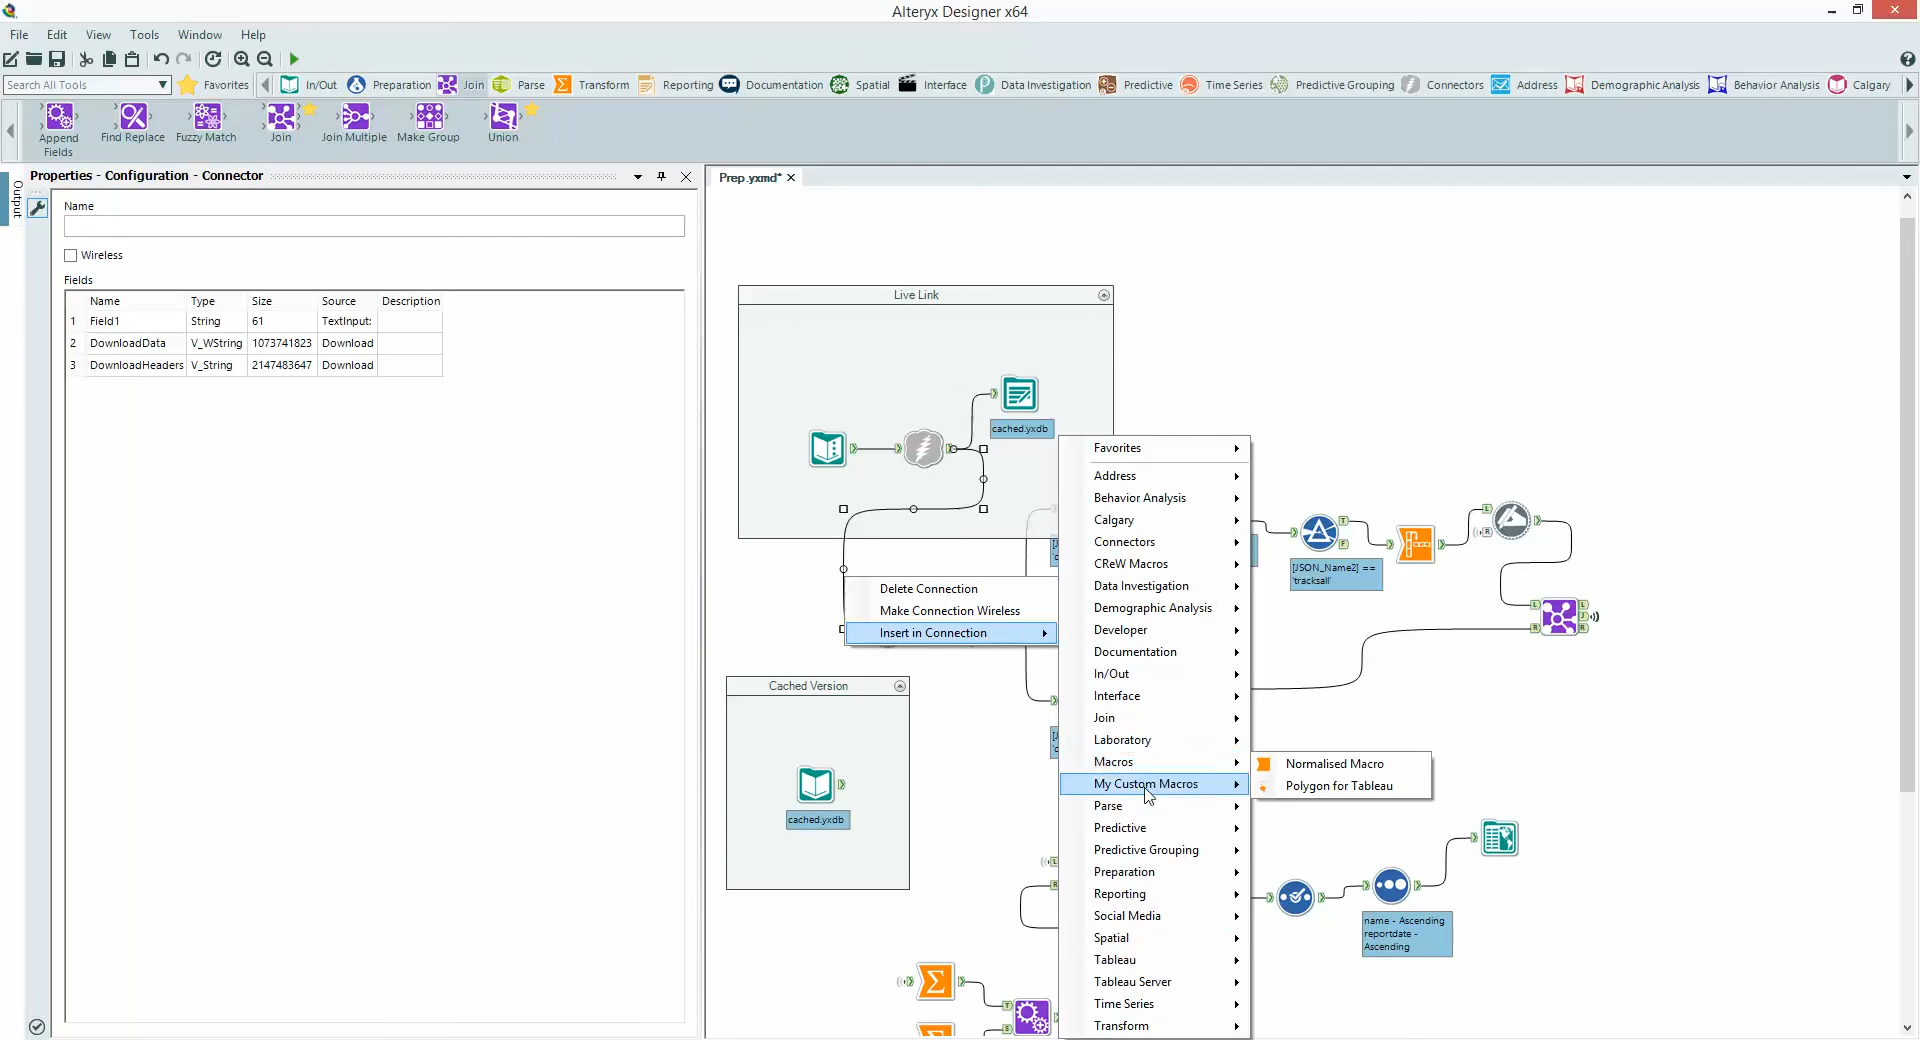 Alteryx Designer x64
File Edit View Tools Window Help
Search All Tools Favorites In/Out Preparation Join Parse Transform Reporting Documentation Spatial Interface Data Investigation Predictive Time Series Predictive Grouping Connectors Address Demographic Analysis Behavior Analysis Calgary
Append Fields
Find Replace
Fuzzy Match
Join
Join Multiple
Make Group
Union
Output
Properties - Configuration - Connector
Name
Wireless
Fields
Name Type Size Source Description
1 Field1 String 61 TextInput:
2 DownloadData V_WString 1073741823 Download
3 DownloadHeaders V_String 2147483647 Download
Prep.yxmd*
Live Link
cached.yxdb
Delete Connection
Make Connection Wireless
Insert in Connection
Cached Version
cached.yxdb
Favorites
Address
Behavior Analysis
Calgary
Connectors
CReW Macros
Data Investigation
Demographic Analysis
Developer
Documentation
In/Out
Interface
Join
Laboratory
Macros
My Custom Macros
Parse
Predictive
Predictive Grouping
Preparation
Reporting
Social Media
Spatial
Tableau
Tableau Server
Time Series
Transform
Normalised Macro
Polygon for Tableau
[JSON_Name2] ==
'tracksall'
T
F
L
R
L
R
L
J
R
name - Ascending
reportdate -
Ascending
L
R
T
S